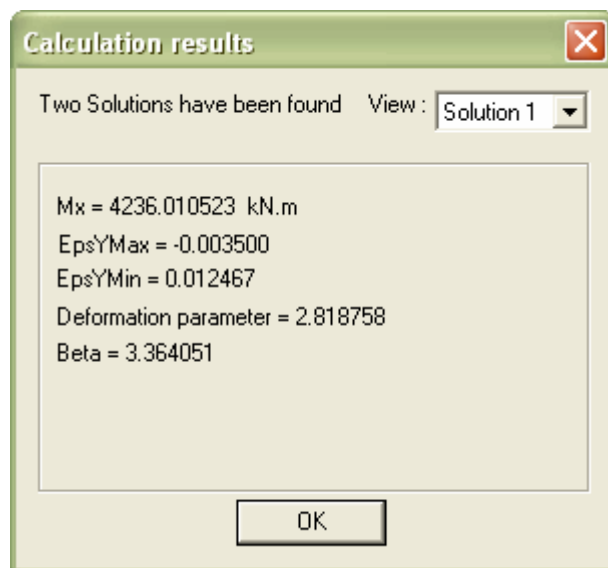 Calculation results
Two Solutions have been found View : Solution 1
Mx = 4236.010523 kN.m
EpsYMax = -0.003500
EpsYMin = 0.012467
Deformation parameter = 2.818758
Beta = 3.364051
OK